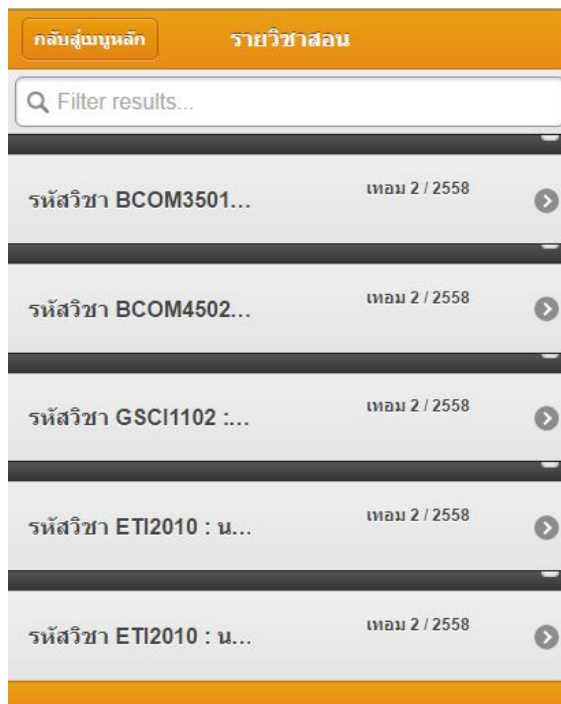 กลับสู่เมนูหลัก
รายวิชาสอน
Filter results...
รหัสวิชา BCOM3501...
เทอม 2 / 2558
รหัสวิชา BCOM4502...
เทอม 2 / 2558
รหัสวิชา GSCI1102 :...
เทอม 2 / 2558
รหัสวิชา ETI2010 : น...
เทอม 2 / 2558
รหัสวิชา ETI2010 : น...
เทอม 2 / 2558